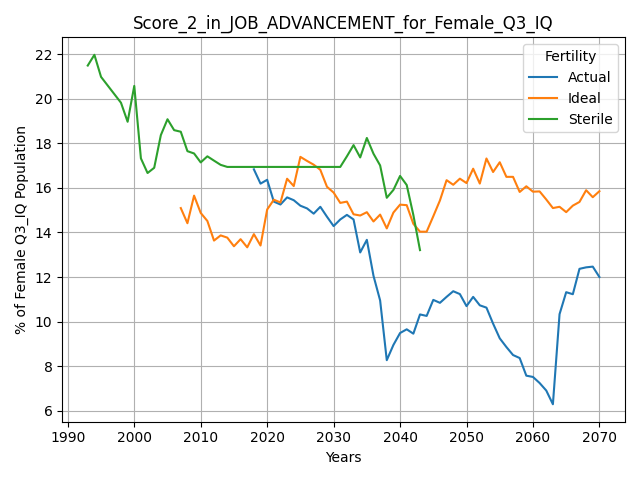 Score_2_in_JOB_ADVANCEMENT_for_Female_Q3_IQ
Fertility
Actual
Ideal
Sterile
% of Female Q3_IQ Population
22
20
18
16
14
12
10
8
6
1990 2000 2010 2020 2030 2040 2050 2060 2070
Years